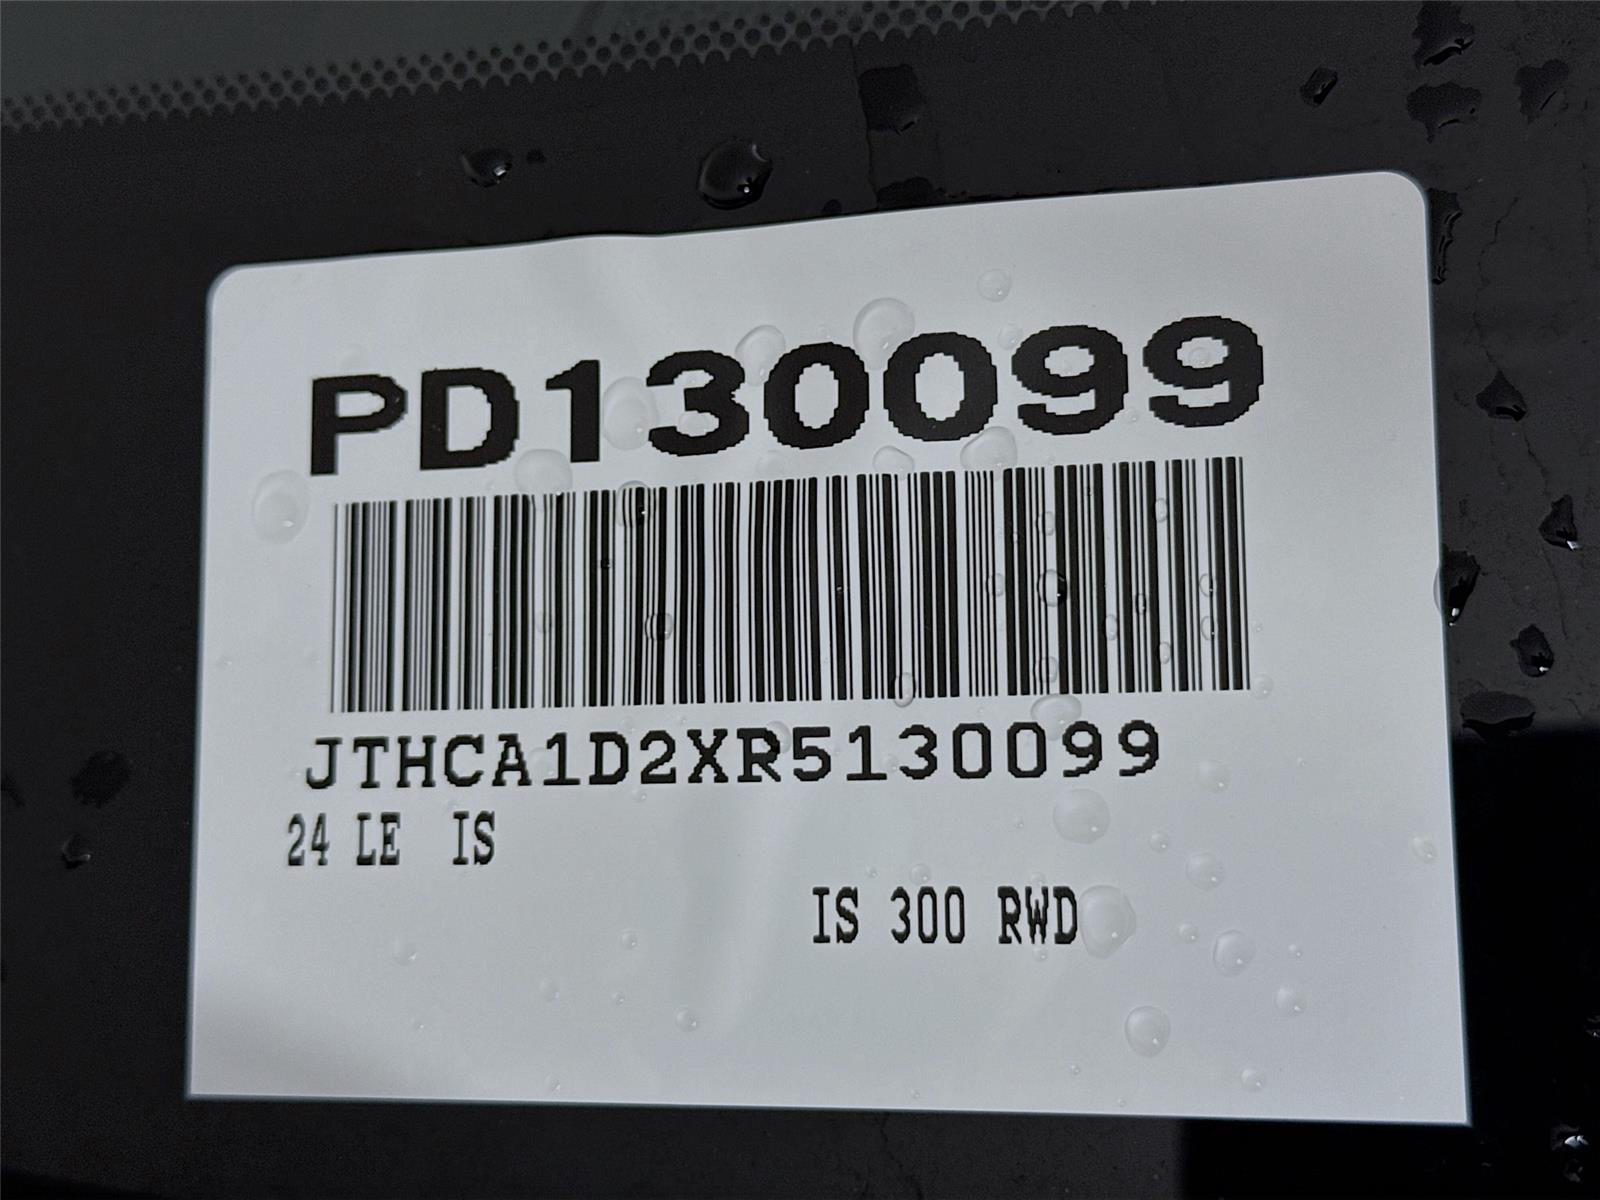 PD130099
JTHCA1D2XR5130099
24 LE IS
IS 300 RWD